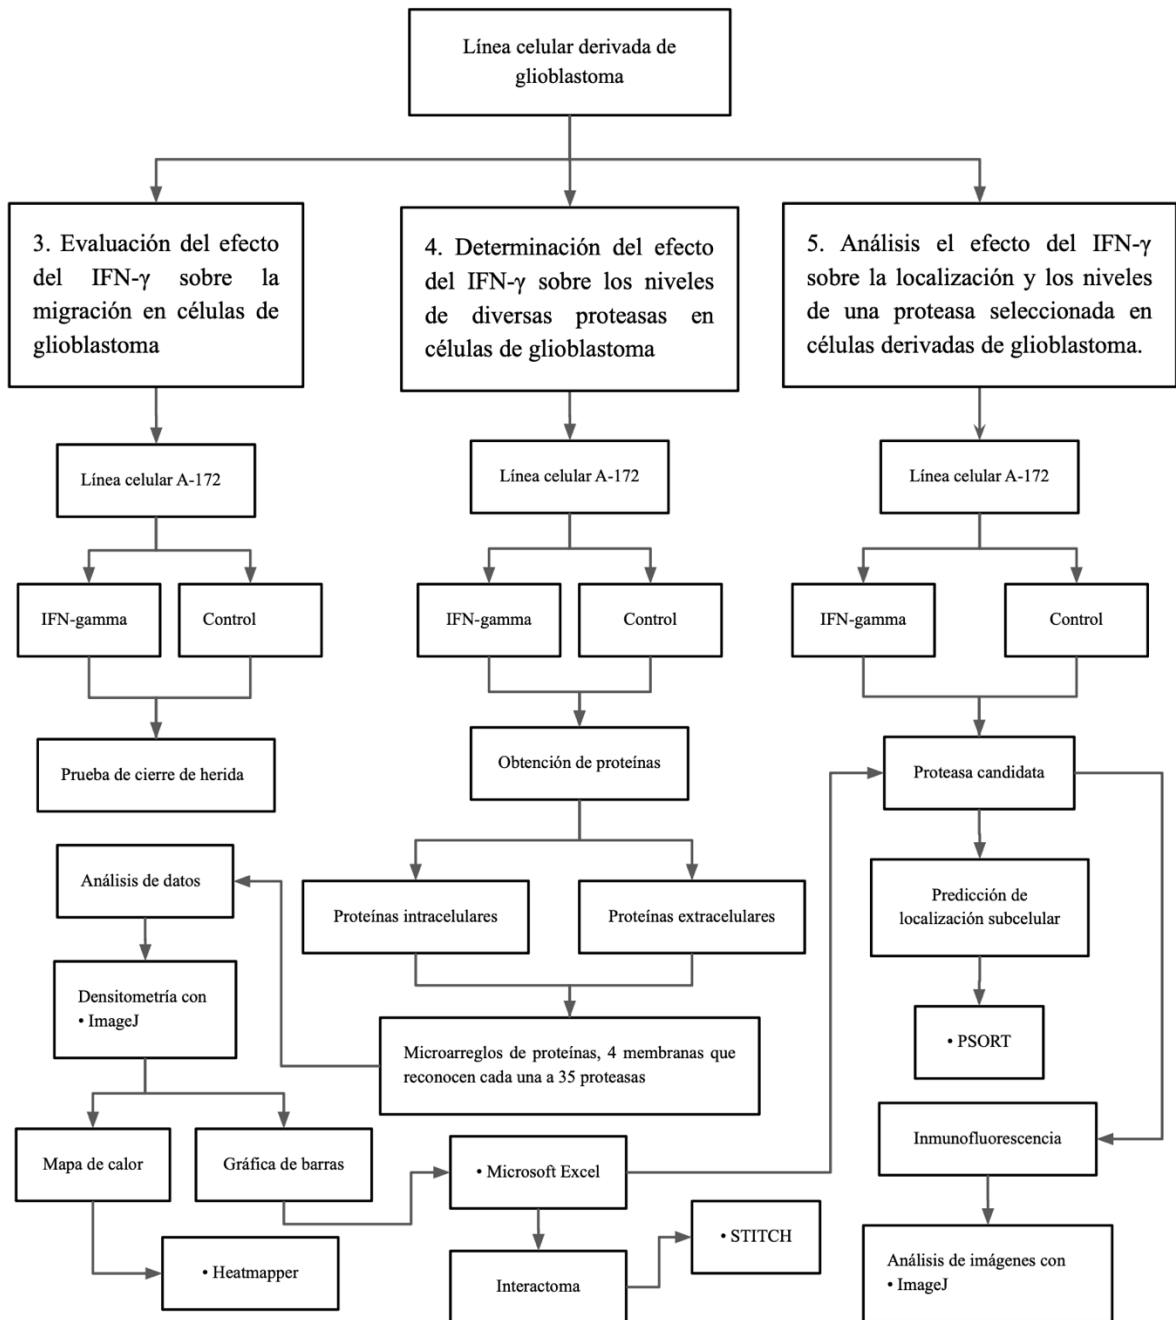 Línea celular derivada de
glioblastoma
3. Evaluación del efecto
del IFN-γ sobre la
migración en células de
glioblastoma
4. Determinación del efecto
del IFN-γ sobre los niveles
de diversas proteasas en
células de glioblastoma
5. Análisis el efecto del IFN-γ
sobre la localización y los niveles
de una proteasa seleccionada en
células derivadas de glioblastoma.
Línea celular A-172
Línea celular A-172
Línea celular A-172
IFN-gamma
Control
IFN-gamma
Control
IFN-gamma
Control
Prueba de cierre de herida
Obtención de proteínas
Proteasa candidata
Análisis de datos
Proteínas intracelulares
Proteínas extracelulares
Predicción de
localización subcelular
Densitometría con
• ImageJ
Microarreglos de proteínas, 4 membranas que
reconocen cada una a 35 proteasas
• PSORT
Mapa de calor
Gráfica de barras
• Microsoft Excel
Inmunofluorescencia
• Heatmapper
Interactoma
• STITCH
Análisis de imágenes con
• ImageJ